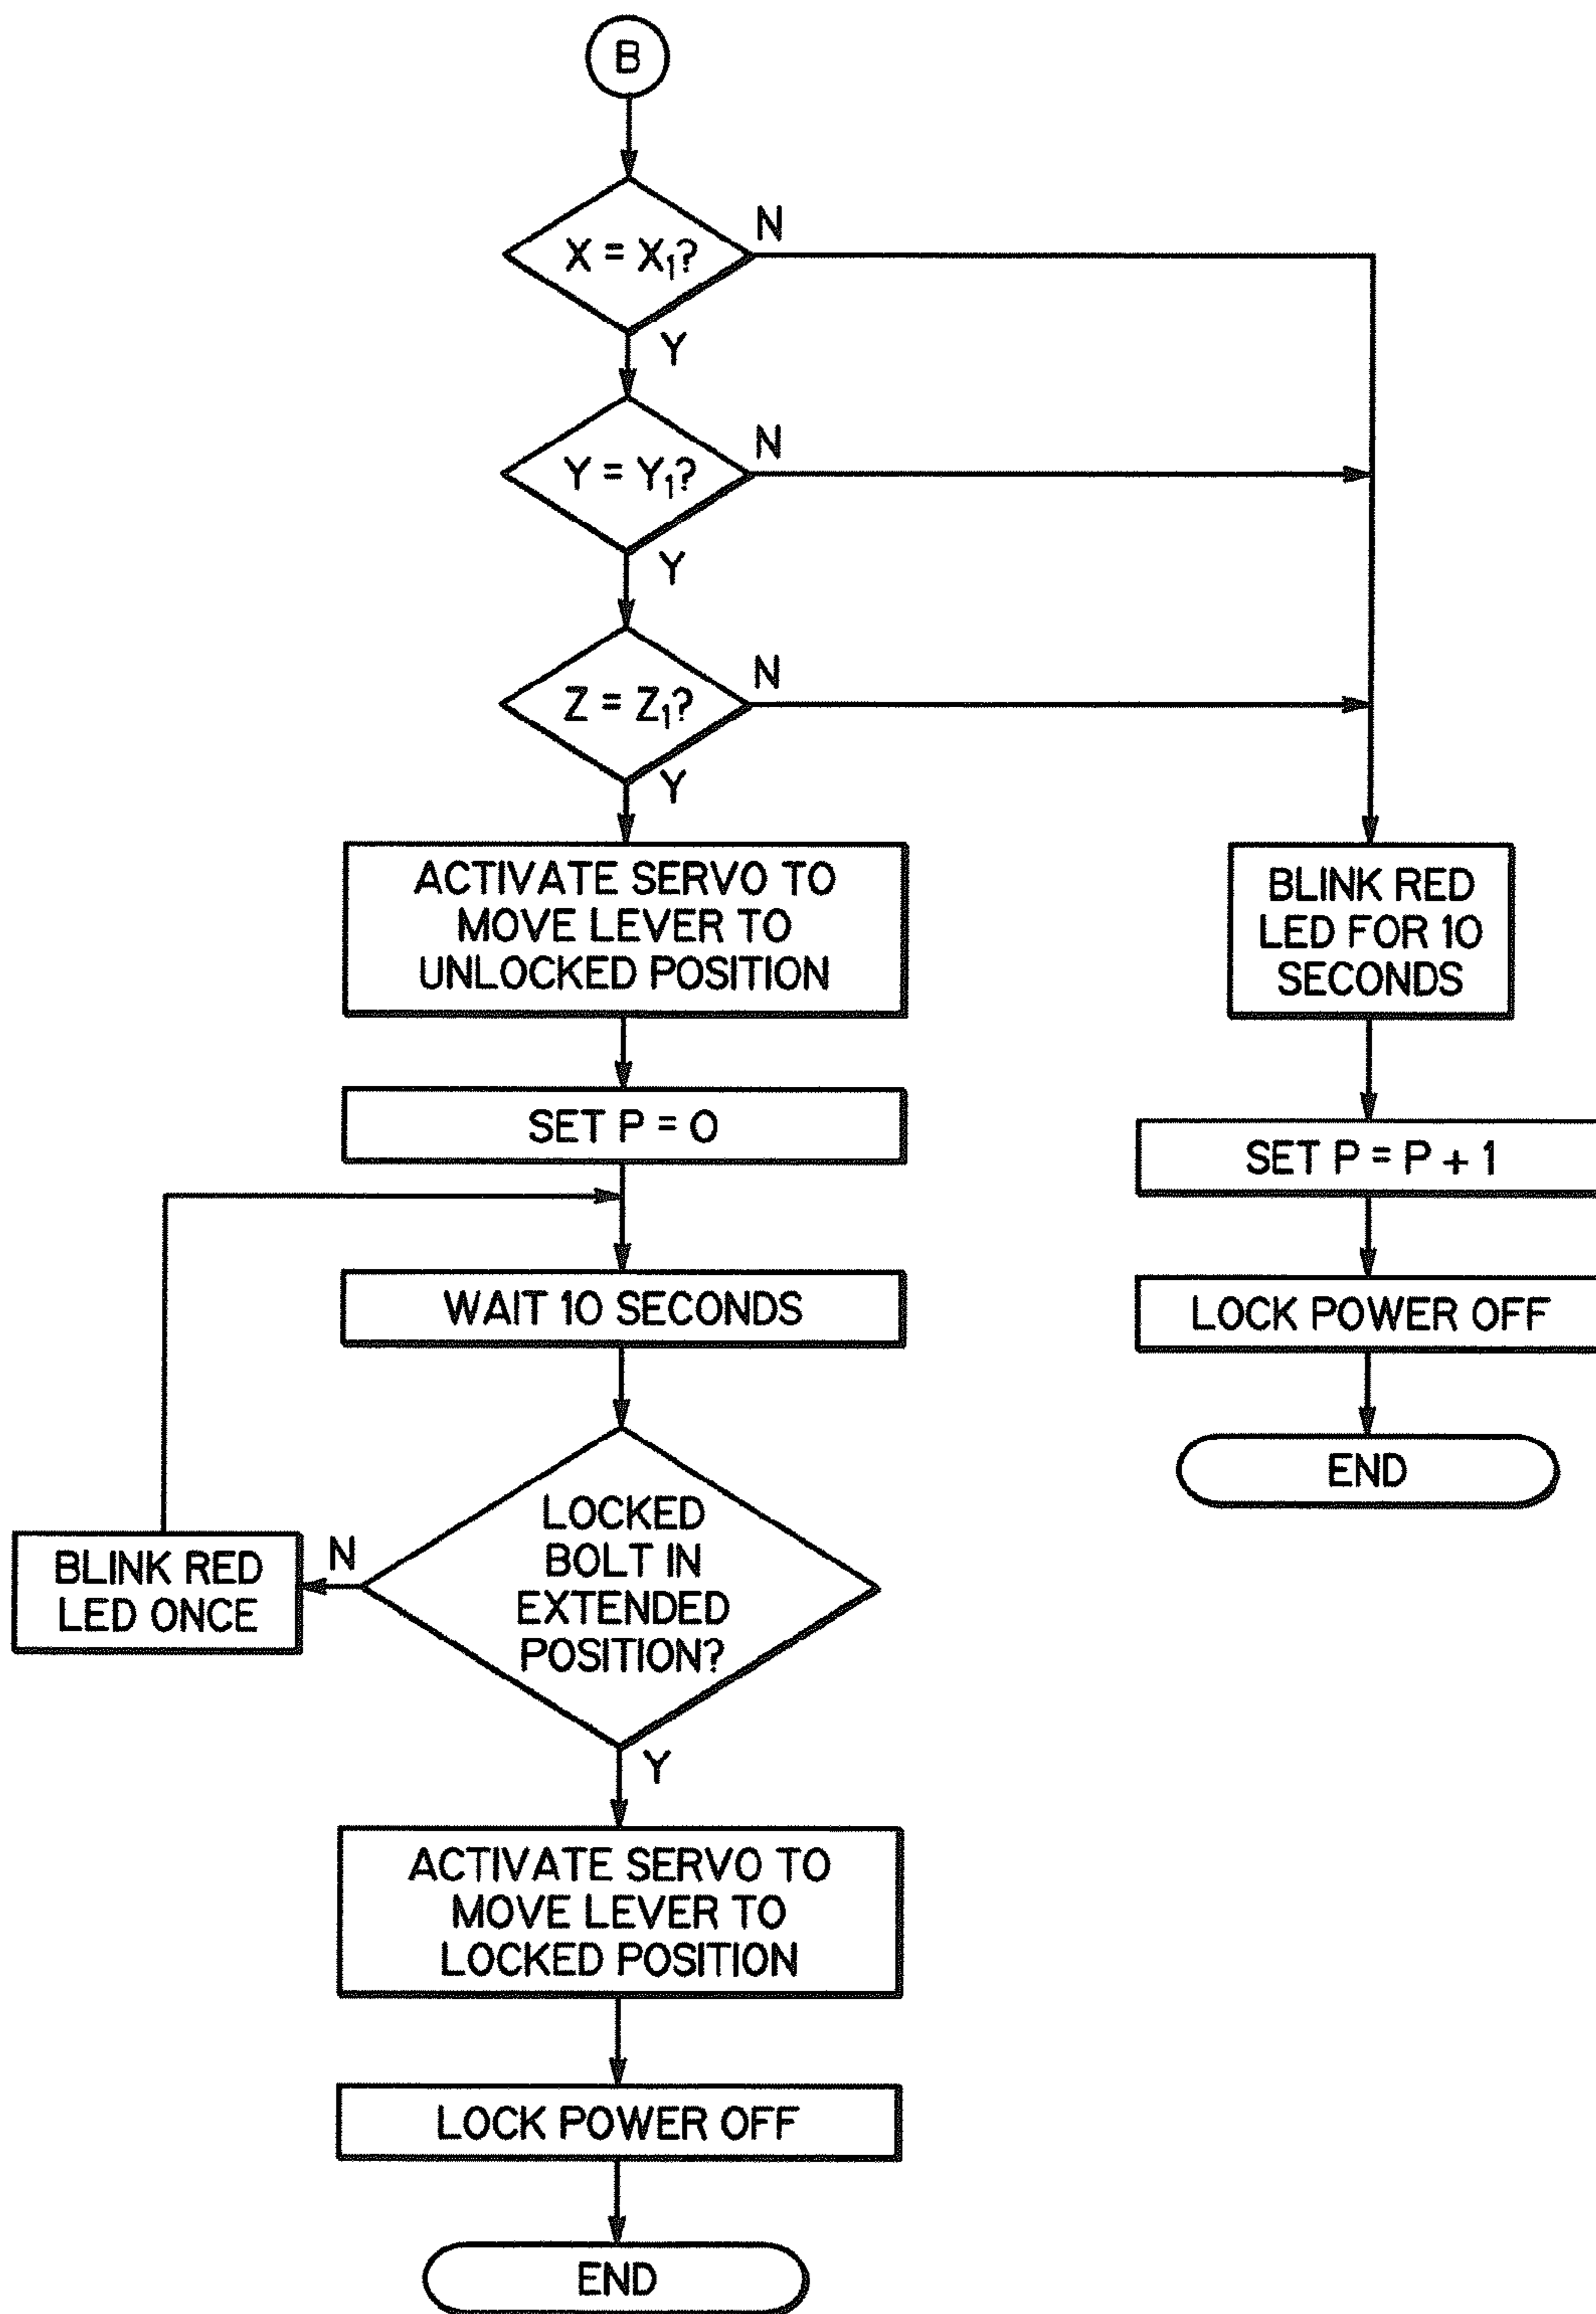 B
X = X₁?
N
Y
Y = Y₁?
N
Y
Z = Z₁?
N
Y
ACTIVATE SERVO TO
MOVE LEVER TO
UNLOCKED POSITION
SET P = 0
WAIT 10 SECONDS
LOCKED
BOLT IN
EXTENDED
POSITION?
N
BLINK RED
LED ONCE
Y
ACTIVATE SERVO TO
MOVE LEVER TO
LOCKED POSITION
LOCK POWER OFF
END
BLINK RED
LED FOR 10
SECONDS
SET P = P + 1
LOCK POWER OFF
END